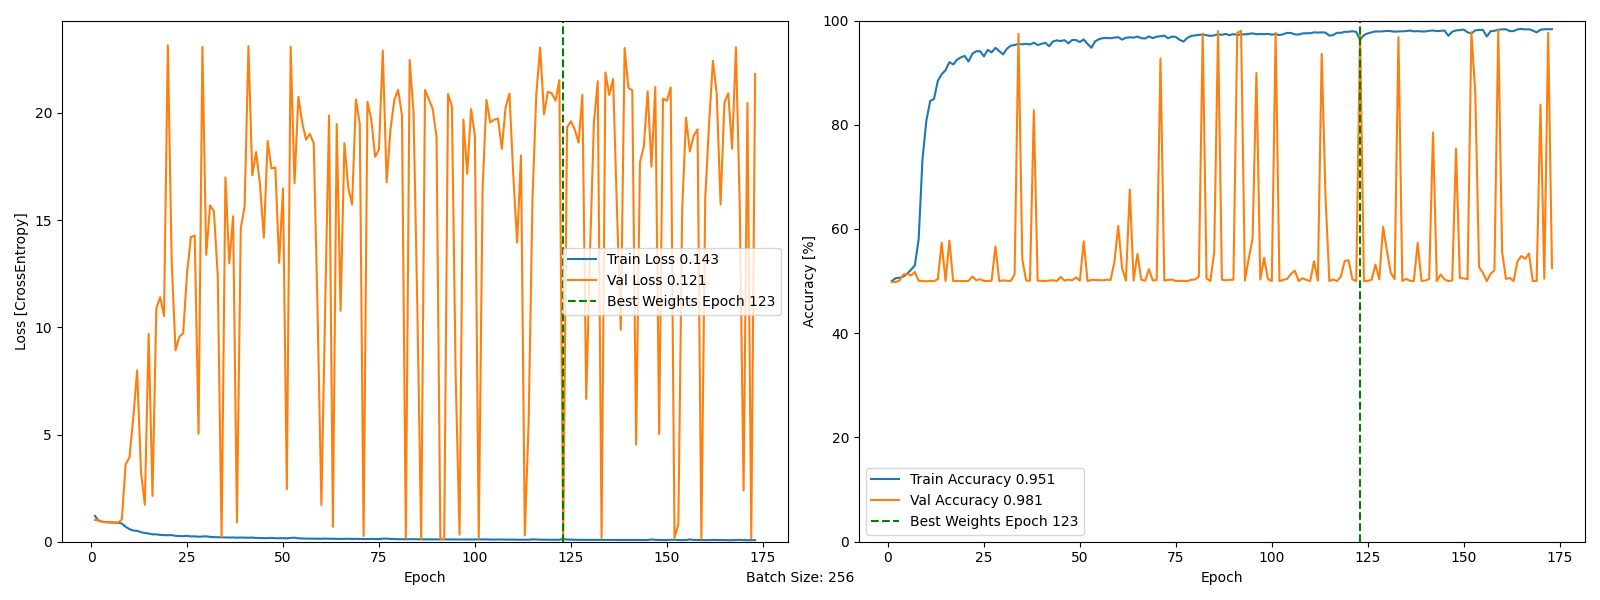 Loss [CrossEntropy]
20
15
10
5
0
Train Loss 0.143
Val Loss 0.121
Best Weights Epoch 123
0 25 50 75 100 125 150 175
Epoch
Accuracy [%]
100
80
60
40
20
0
Train Accuracy 0.951
Val Accuracy 0.981
Best Weights Epoch 123
0 25 50 75 100 125 150 175
Epoch
Batch Size: 256